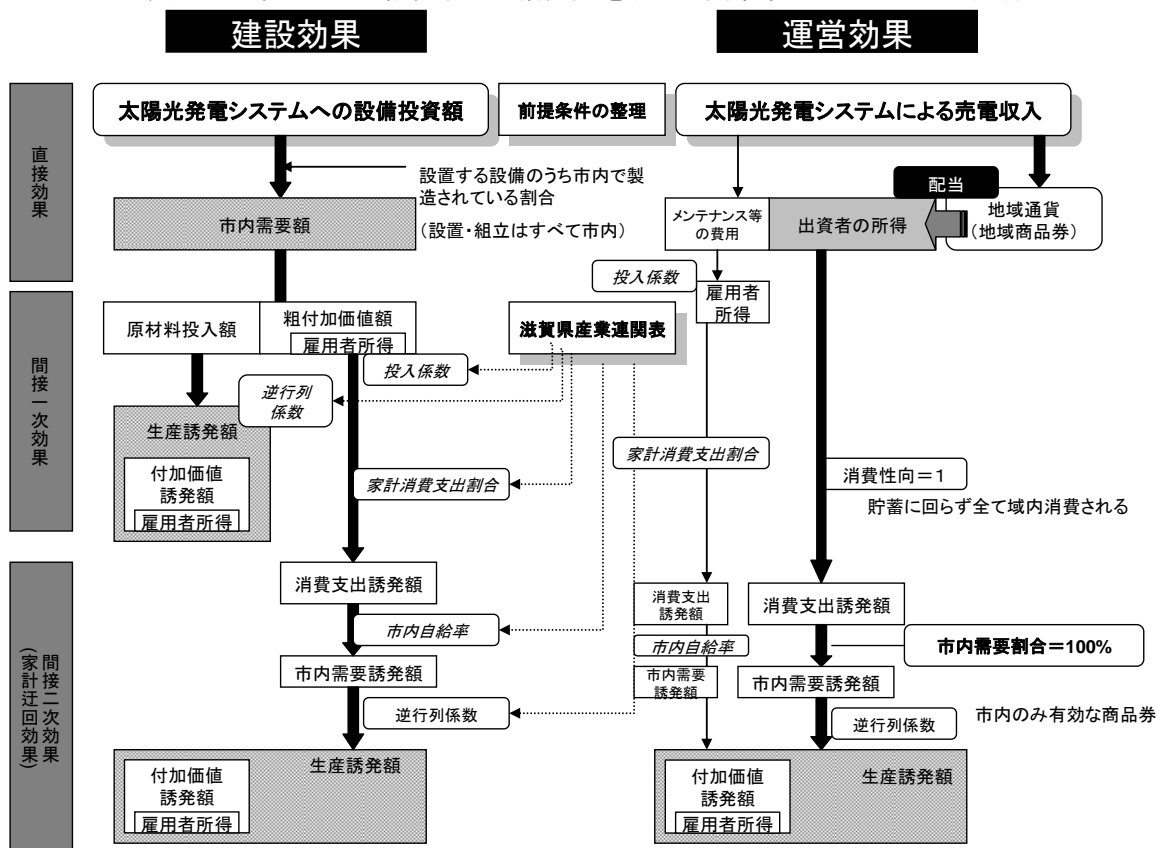 建設効果
運営効果
直接効果
太陽光発電システムへの設備投資額
前提条件の整理
太陽光発電システムによる売電収入
設置する設備のうち市内で製
造されている割合
(設置・組立はすべて市内)
市内需要額
メンテナンス等
の費用
出資者の所得
配当
地域通貨
(地域商品券)
投入係数
雇用者
所得
間接一次効果
原材料投入額
粗付加価値額
雇用者所得
滋賀県産業連関表
投入係数
逆行列
係数
生産誘発額
付加価値
誘発額
雇用者所得
家計消費支出割合
家計消費支出割合
消費性向=1
貯蓄に回らず全て域内消費される
間接二次効果
(家計迂回効果)
消費支出誘発額
市内自給率
市内需要誘発額
逆行列係数
消費支出
誘発額
市内自給率
市内需要
誘発額
消費支出誘発額
市内需要割合=100%
市内需要誘発額
逆行列係数
市内のみ有効な商品券
生産誘発額
付加価値
誘発額
雇用者所得
生産誘発額
付加価値
誘発額
雇用者所得